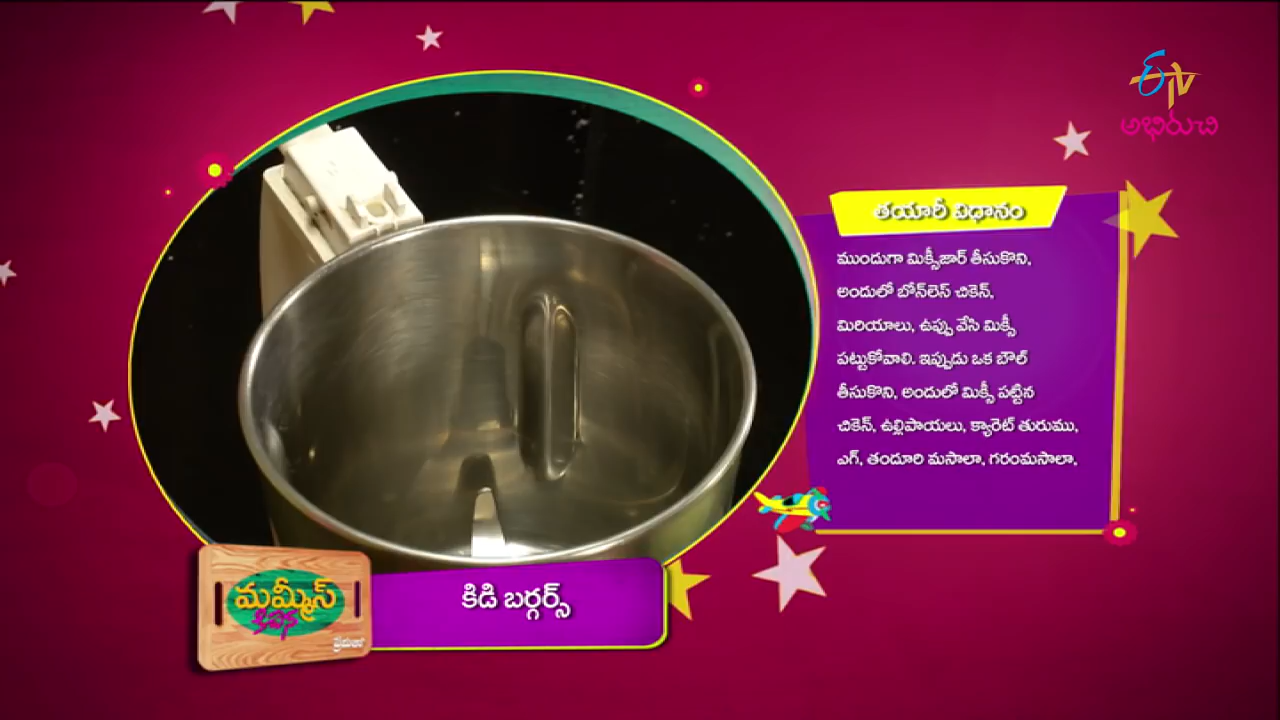 ETV
అభిరుచి
తయారీ విధానం
ముందుగా మిక్సీజార్ తీసుకొని,
అందులో బోన్‌లెస్ చికెన్,
మిరియాలు, ఉప్పు వేసి మిక్సీ
పట్టుకోవాలి. ఇప్పుడు ఒక బౌల్
తీసుకొని, అందులో మిక్సీ పట్టిన
చికెన్, ఉల్లిపాయలు, క్యారెట్ తురుము,
ఎగ్, తందూరి మసాలా, గరంమసాలా,
మమ్మీస్
కిచెన్
కిడి బర్గర్స్